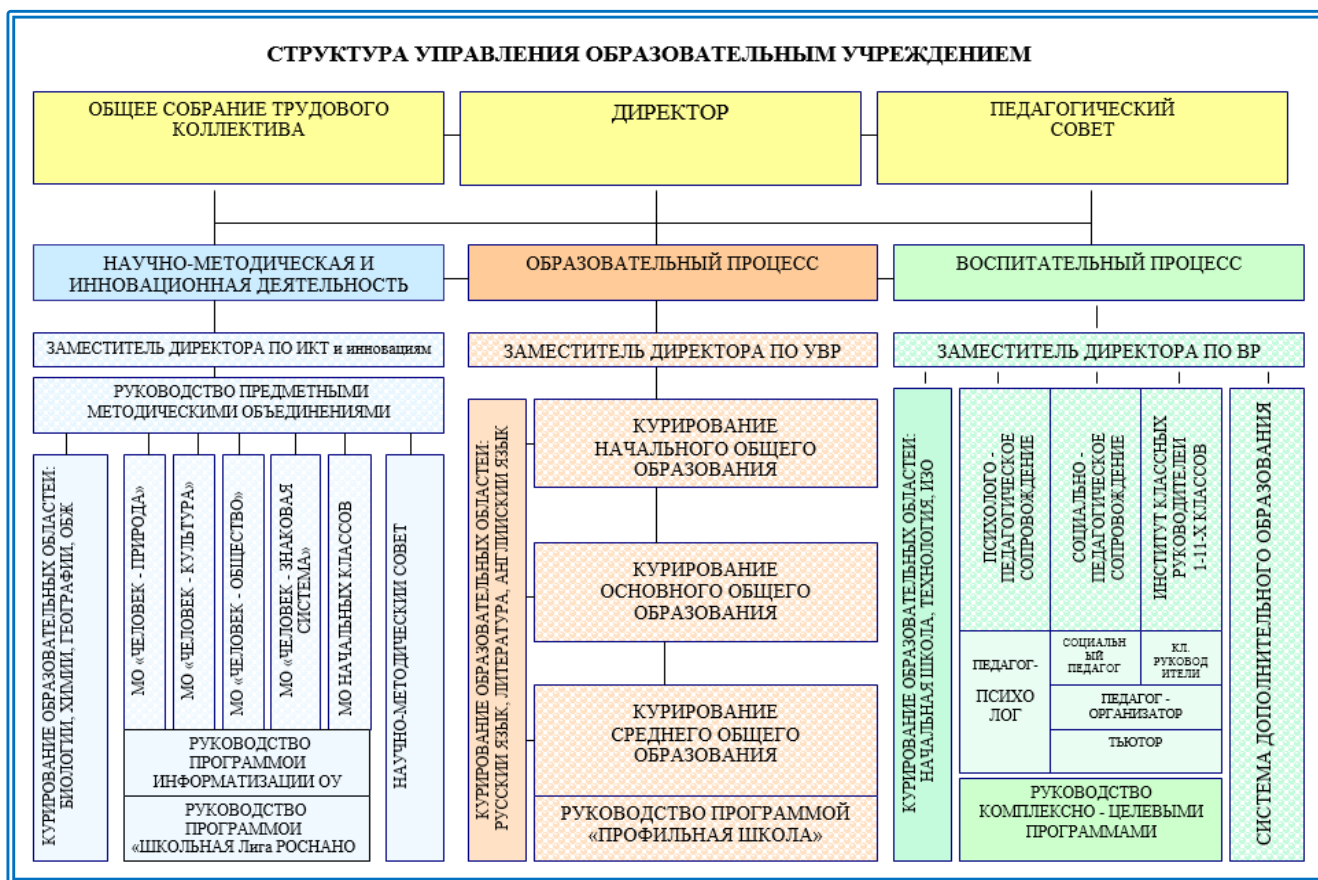 СТРУКТУРА УПРАВЛЕНИЯ ОБРАЗОВАТЕЛЬНЫМ УЧРЕЖДЕНИЕМ
ОБЩЕЕ СОБРАНИЕ ТРУДОВОГО
КОЛЛЕКТИВА
ДИРЕКТОР
ПЕДАГОГИЧЕСКИЙ
СОВЕТ
НАУЧНО-МЕТОДИЧЕСКАЯ И
ИННОВАЦИОННАЯ ДЕЯТЕЛЬНОСТЬ
ОБРАЗОВАТЕЛЬНЫЙ ПРОЦЕСС
ВОСПИТАТЕЛЬНЫЙ ПРОЦЕСС
ЗАМЕСТИТЕЛЬ ДИРЕКТОРА ПО ИКТ и инновациям
ЗАМЕСТИТЕЛЬ ДИРЕКТОРА ПО УВР
ЗАМЕСТИТЕЛЬ ДИРЕКТОРА ПО ВР
РУКОВОДСТВО ПРЕДМЕТНЫМИ
МЕТОДИЧЕСКИМИ ОБЪЕДИНЕНИЯМИ
КУРИРОВАНИЕ ОБРАЗОВАТЕЛЬНЫХ ОБЛАСТЕЙ:
БИОЛОГИИ, ХИМИИ, ГЕОГРАФИИ, ОБЖ
МО «ЧЕЛОВЕК - ПРИРОДА»
МО «ЧЕЛОВЕК - КУЛЬТУРА»
МО «ЧЕЛОВЕК - ОБЩЕСТВО»
МО «ЧЕЛОВЕК - ЗНАКОВАЯ
СИСТЕМА»
МО НАЧАЛЬНЫХ КЛАССОВ
НАУЧНО-МЕТОДИЧЕСКИЙ СОВЕТ
РУКОВОДСТВО
ПРОГРАММОЙ
ИНФОРМАТИЗАЦИИ ОУ
РУКОВОДСТВО
ПРОГРАММОЙ
«ШКОЛЬНАЯ Лига РОСНАНО
КУРИРОВАНИЕ ОБРАЗОВАТЕЛЬНЫХ ОБЛАСТЕЙ:
РУССКИЙ ЯЗЫК, ЛИТЕРАТУРА, АНГЛИЙСКИЙ ЯЗЫК
КУРИРОВАНИЕ
НАЧАЛЬНОГО ОБЩЕГО
ОБРАЗОВАНИЯ
КУРИРОВАНИЕ
ОСНОВНОГО ОБЩЕГО
ОБРАЗОВАНИЯ
КУРИРОВАНИЕ
СРЕДНЕГО ОБЩЕГО
ОБРАЗОВАНИЯ
РУКОВОДСТВО ПРОГРАММОЙ
«ПРОФИЛЬНАЯ ШКОЛА»
КУРИРОВАНИЕ ОБРАЗОВАТЕЛЬНЫХ ОБЛАСТЕЙ:
НАЧАЛЬНАЯ ШКОЛА, ТЕХНОЛОГИЯ, ИЗО
ПСИХОЛОГО -
ПЕДАГОГИЧЕСКОЕ
СОПРОВОЖДЕНИЕ
СОЦИАЛЬНО -
ПЕДАГОГИЧЕСКОЕ
СОПРОВОЖДЕНИЕ
ИНСТИТУТ КЛАССНЫХ
РУКОВОДИТЕЛЕЙ
1-11-Х КЛАССОВ
ПЕДАГОГ-
ПСИХО
ЛОГ
СОЦИАЛЬН
ЫЙ
ПЕДАГОГ
КЛ.
РУКОВОД
ИТЕЛИ
ПЕДАГОГ -
ОРГАНИЗАТОР
ТЬЮТОР
РУКОВОДСТВО
КОМПЛЕКСНО - ЦЕЛЕВЫМИ
ПРОГРАММАМИ
СИСТЕМА ДОПОЛНИТЕЛЬНОГО ОБРАЗОВАНИЯ